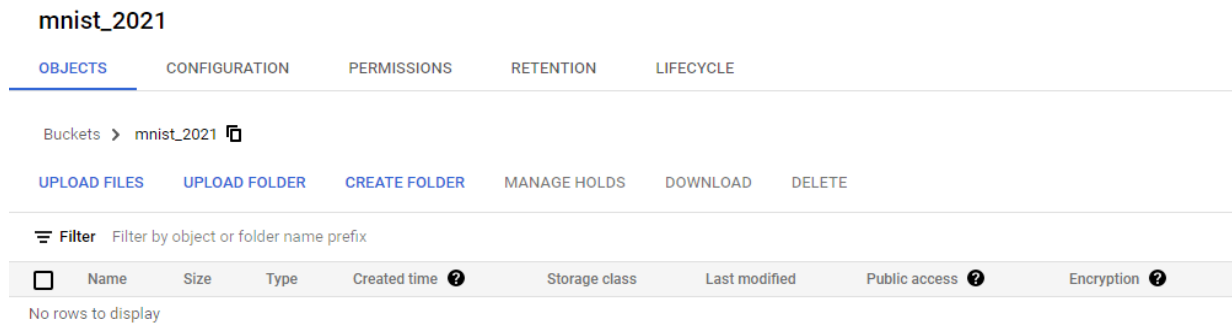 mnist_2021
OBJECTS CONFIGURATION PERMISSIONS RETENTION LIFECYCLE
Buckets > mnist_2021
UPLOAD FILES UPLOAD FOLDER CREATE FOLDER MANAGE HOLDS DOWNLOAD DELETE
Filter Filter by object or folder name prefix
Name Size Type Created time ? Storage class Last modified Public access ? Encryption ?
No rows to display